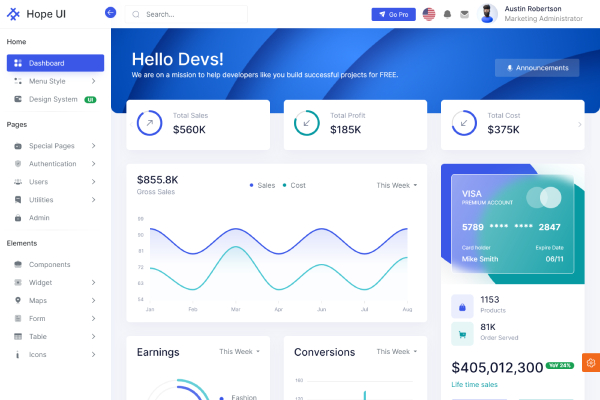 Hope UI
Search...
Go Pro
Austin Robertson
Marketing Administrator
Home
Dashboard
Menu Style
Design System UI
Pages
Special Pages
Authentication
Users
Utilities
Admin
Elements
Components
Widget
Maps
Form
Table
Icons
Hello Devs!
We are on a mission to help developers like you build successful projects for FREE.
Announcements
Total Sales
$560K
Total Profit
$185K
Total Cost
$375K
$855.8K
Gross Sales
Sales
Cost
This Week
99
90
81
72
63
54
Jan
Feb
Mar
Apr
Jun
Jul
Aug
VISA
PREMIUM ACCOUNT
5789 **** **** 2847
Card holder
Expire Date
Mike Smith
06/11
1153
Products
81K
Order Served
$405,012,300 YoY 24%
Life time sales
Earnings
This Week
Fashion
Conversions
This Week
160
120